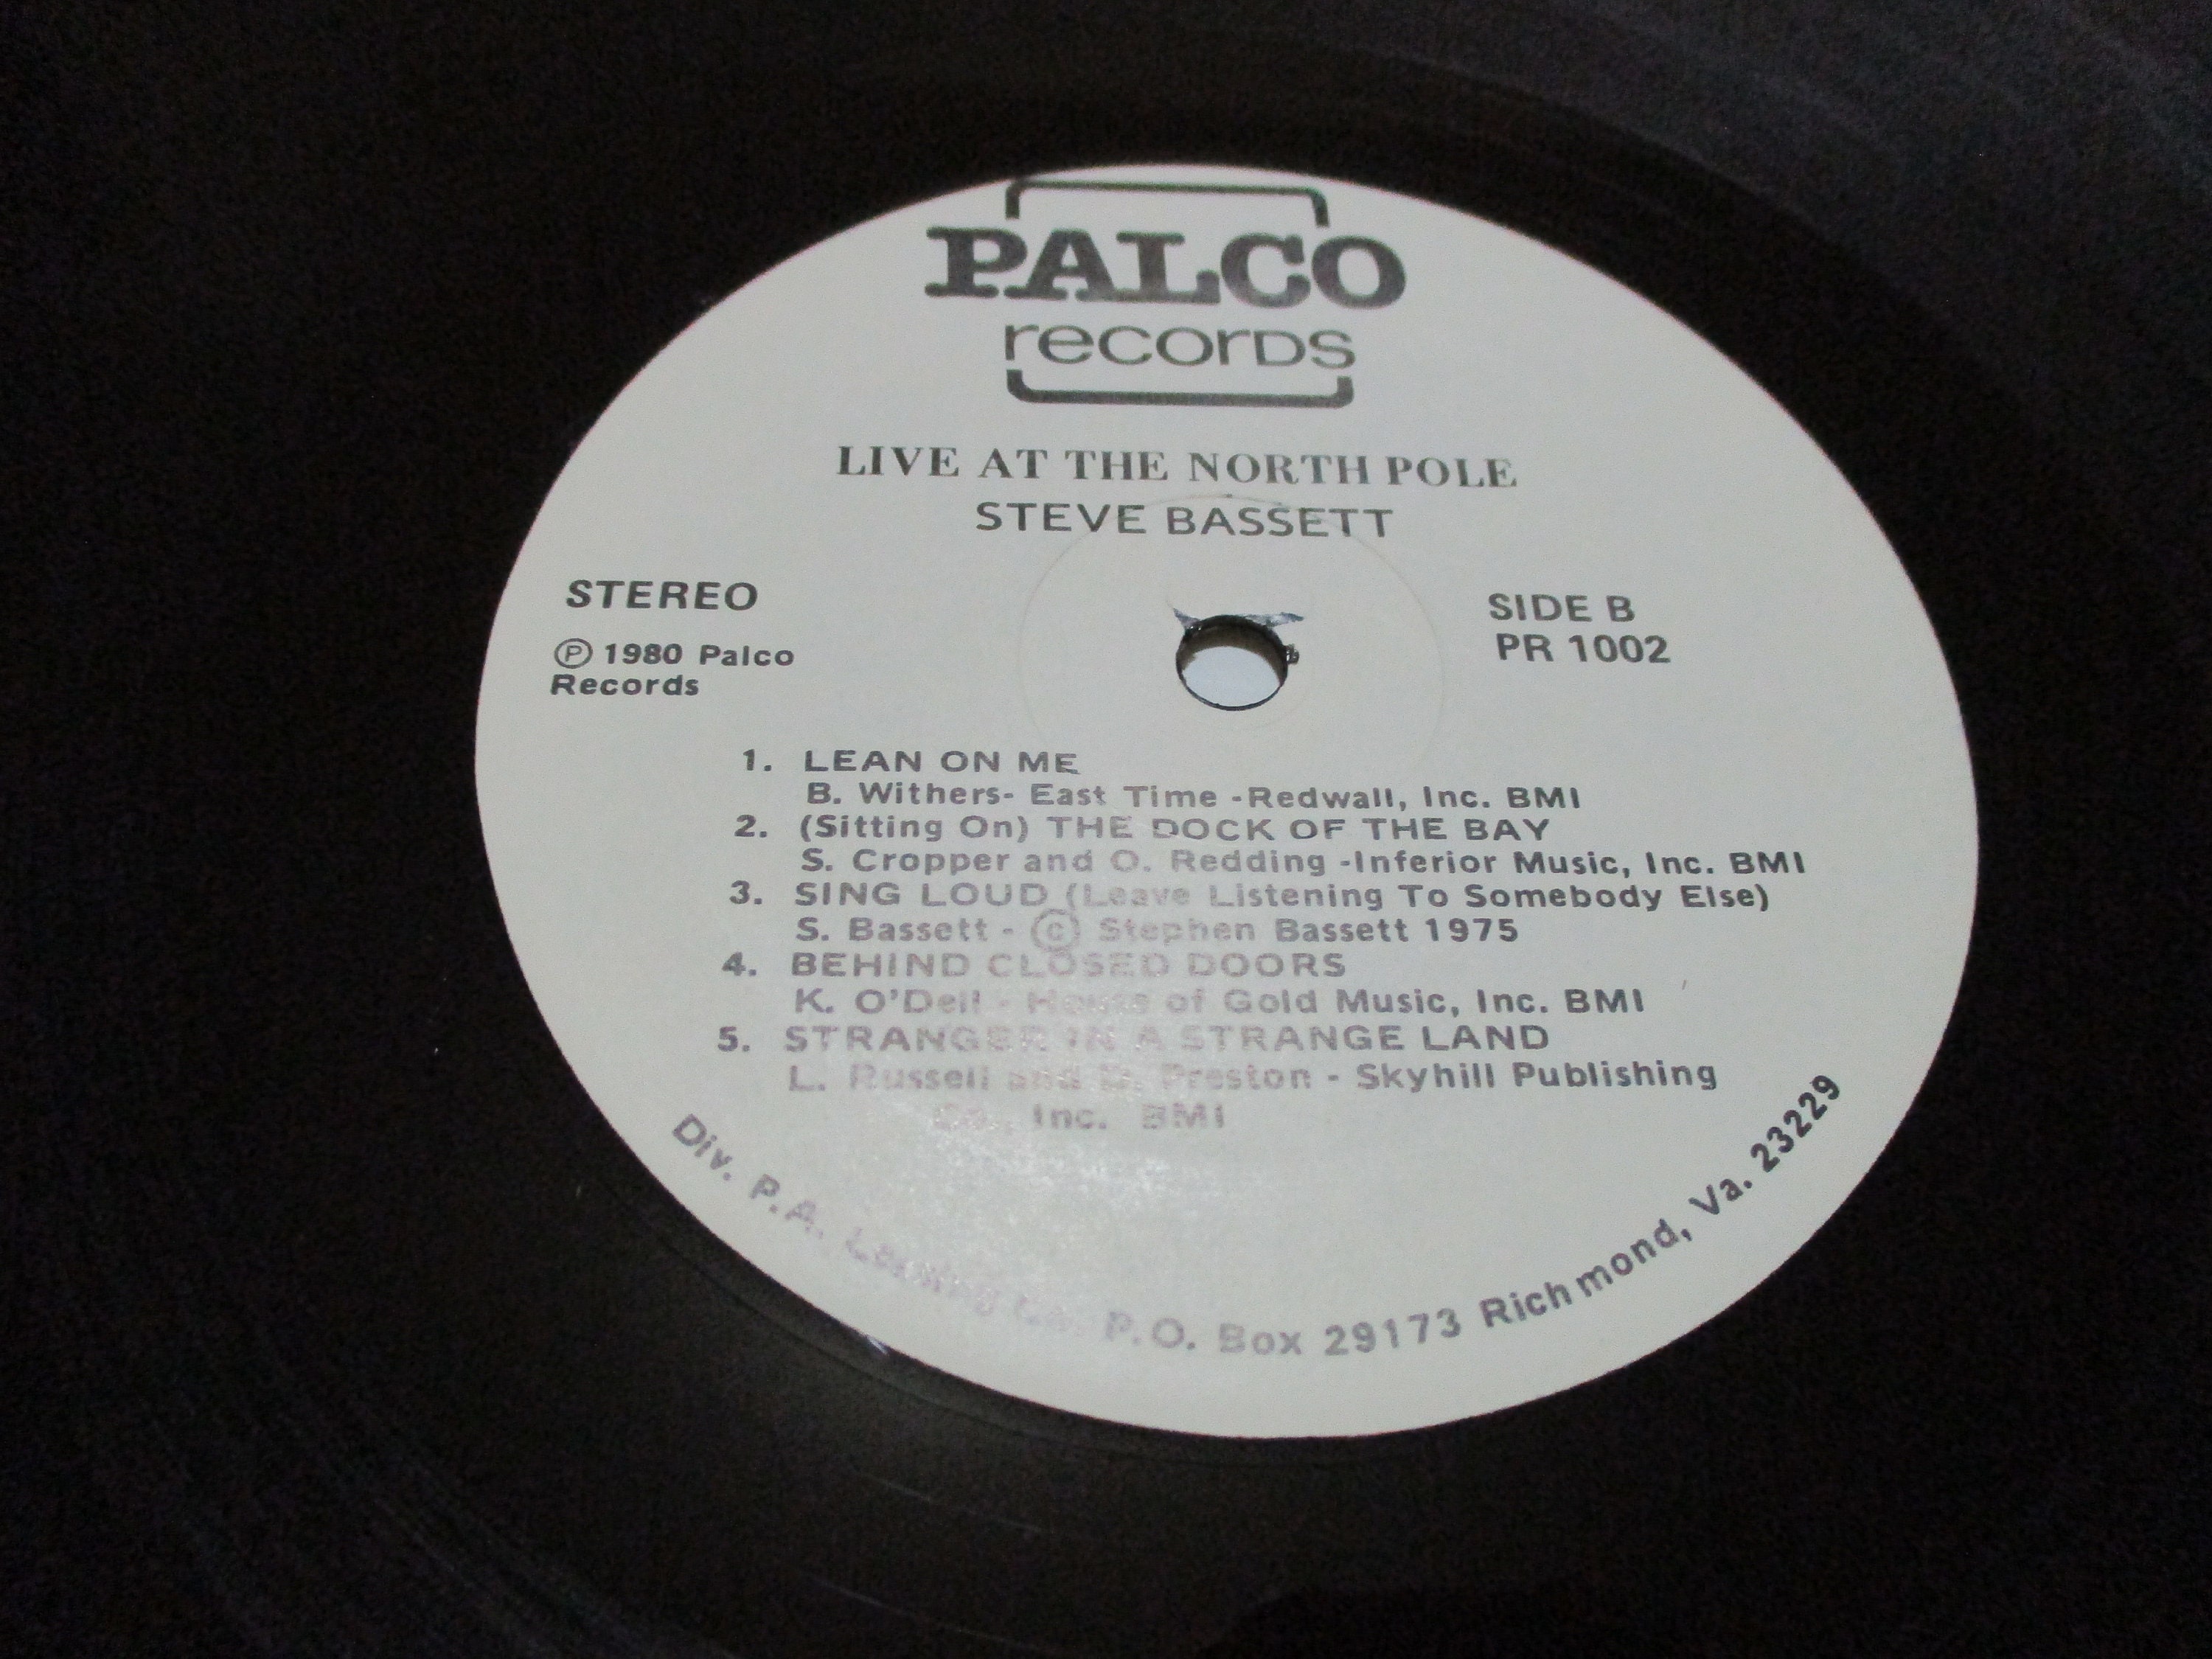 PALCO
records
LIVE AT THE NORTH POLE
STEVE BASSETT
STEREO
Ⓟ 1980 Palco
Records
SIDE B
PR 1002
1. LEAN ON ME
B. Withers- East Time -Redwall, Inc. BMI
2. (Sitting On) THE DOCK OF THE BAY
S. Cropper and O. Redding -Inferior Music, Inc. BMI
3. SING LOUD (Leave Listening To Somebody Else)
S. Bassett - © Stephen Bassett 1975
4. BEHIND CLOSED DOORS
K. O'Dell - House of Gold Music, Inc. BMI
5. STRANGER IN A STRANGE LAND
L. Russell and D. Preston - Skyhill Publishing
Co., Inc. BMI
Div. P.A. P.O. Box 29173 Richmond, Va. 23229